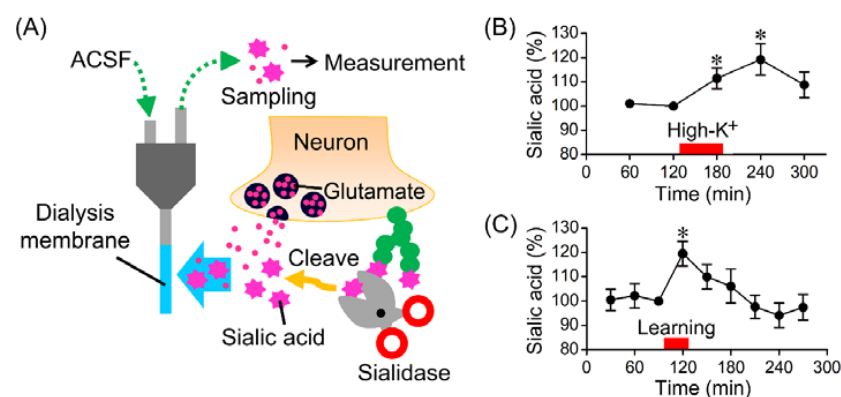 (A)
ACSF
Sampling
Measurement
Neuron
Glutamate
Dialysis
membrane
Cleave
Sialic acid
Sialidase
(B)
Sialic acid (%)
130
120
110
100
90
80
High-K⁺
0 60 120 180 240 300
Time (min)
(C)
Sialic acid (%)
130
120
110
100
90
80
Learning
0 60 120 180 240 300
Time (min)